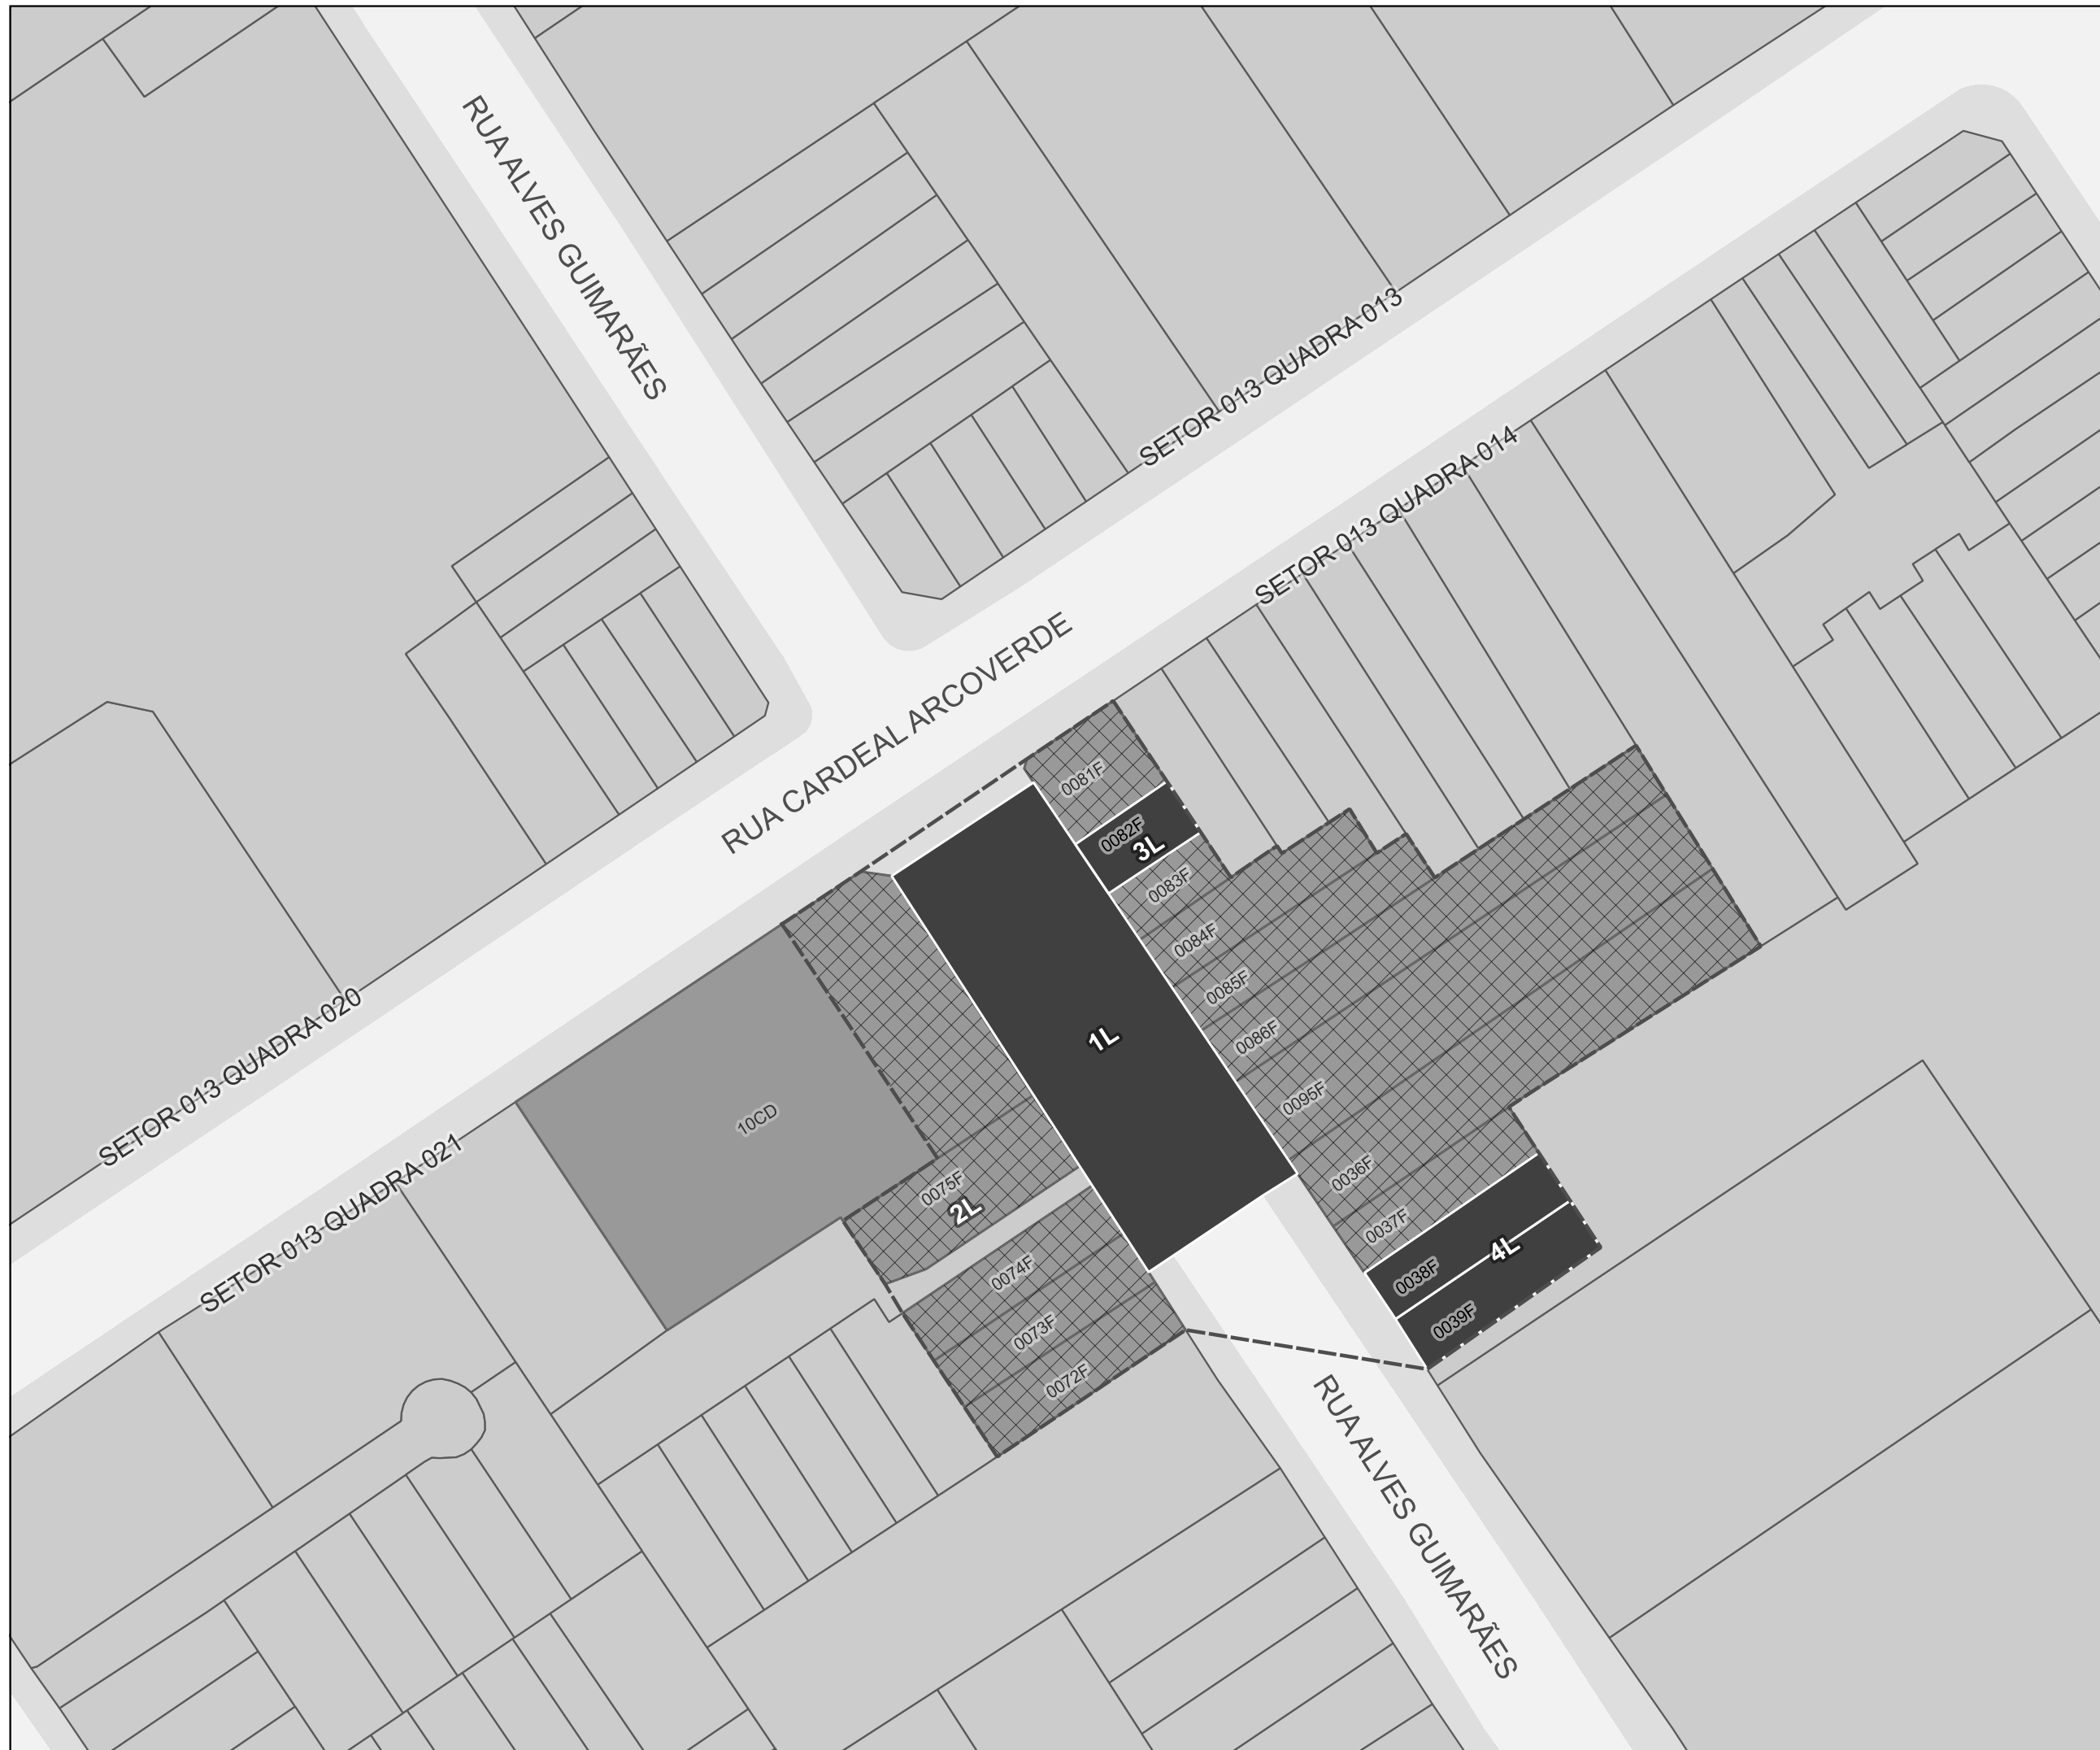 RUA ALVES GUIMARÃES
SETOR 013 QUADRA 013
SETOR 013 QUADRA 014
RUA CARDEAL ARCOVERDE
0081F
0082F
3L
0083F
0084F
0085F
SETOR 013 QUADRA 020
1L
0086F
10CD
0095F
SETOR 013 QUADRA 021
0075F
2L
0036F
0037F
0074F
4L
0038F
0073F
0039F
0072F
RUA ALVES GUIMARÃES